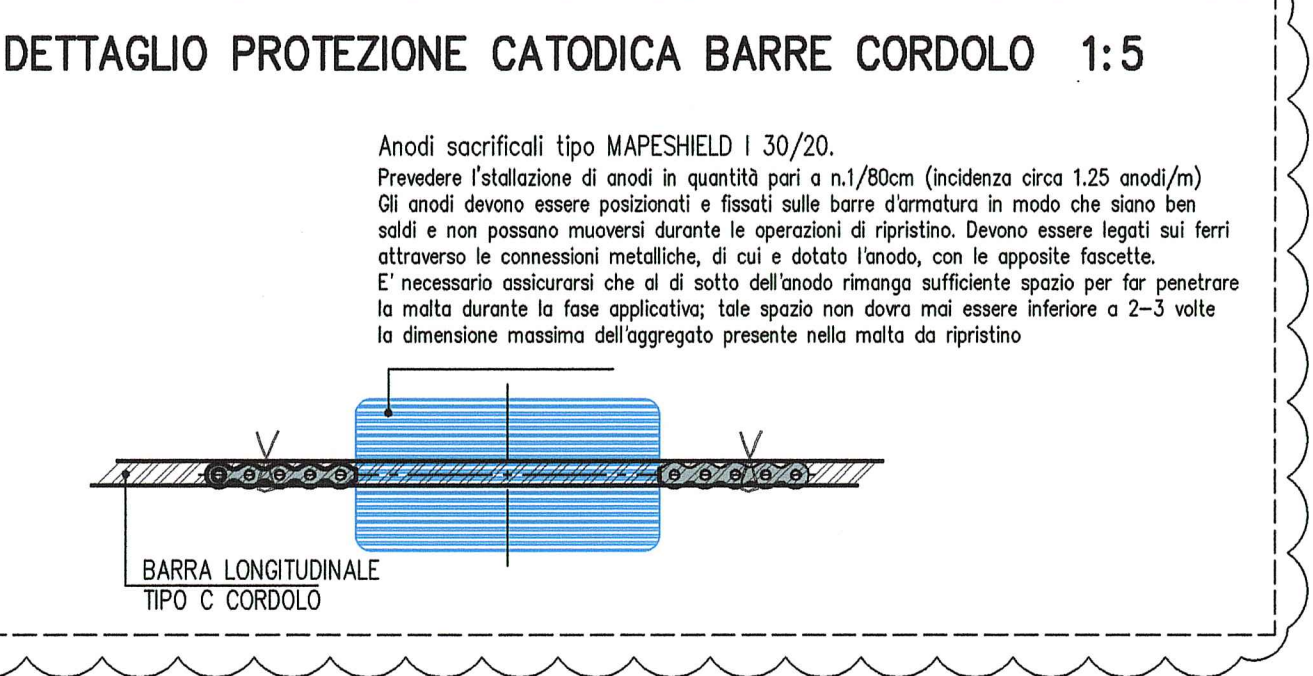 DETTAGLIO PROTEZIONE CATODICA BARRE CORDOLO 1:5
Anodi sacrificali tipo MAPESHIELD I 30/20.
Prevedere l'stallazione di anodi in quantità pari a n.1/80cm (incidenza circa 1.25 anodi/m)
Gli anodi devono essere posizionati e fissati sulle barre d'armatura in modo che siano ben
saldi e non possano muoversi durante le operazioni di ripristino. Devono essere legati sui ferri
attraverso le connessioni metalliche, di cui e dotato l'anodo, con le apposite fascette.
E' necessario assicurarsi che al di sotto dell'anodo rimanga sufficiente spazio per far penetrare
la malta durante la fase applicativa; tale spazio non dovra mai essere inferiore a 2–3 volte
la dimensione massima dell'aggregato presente nella malta da ripristino
BARRA LONGITUDINALE
TIPO C CORDOLO